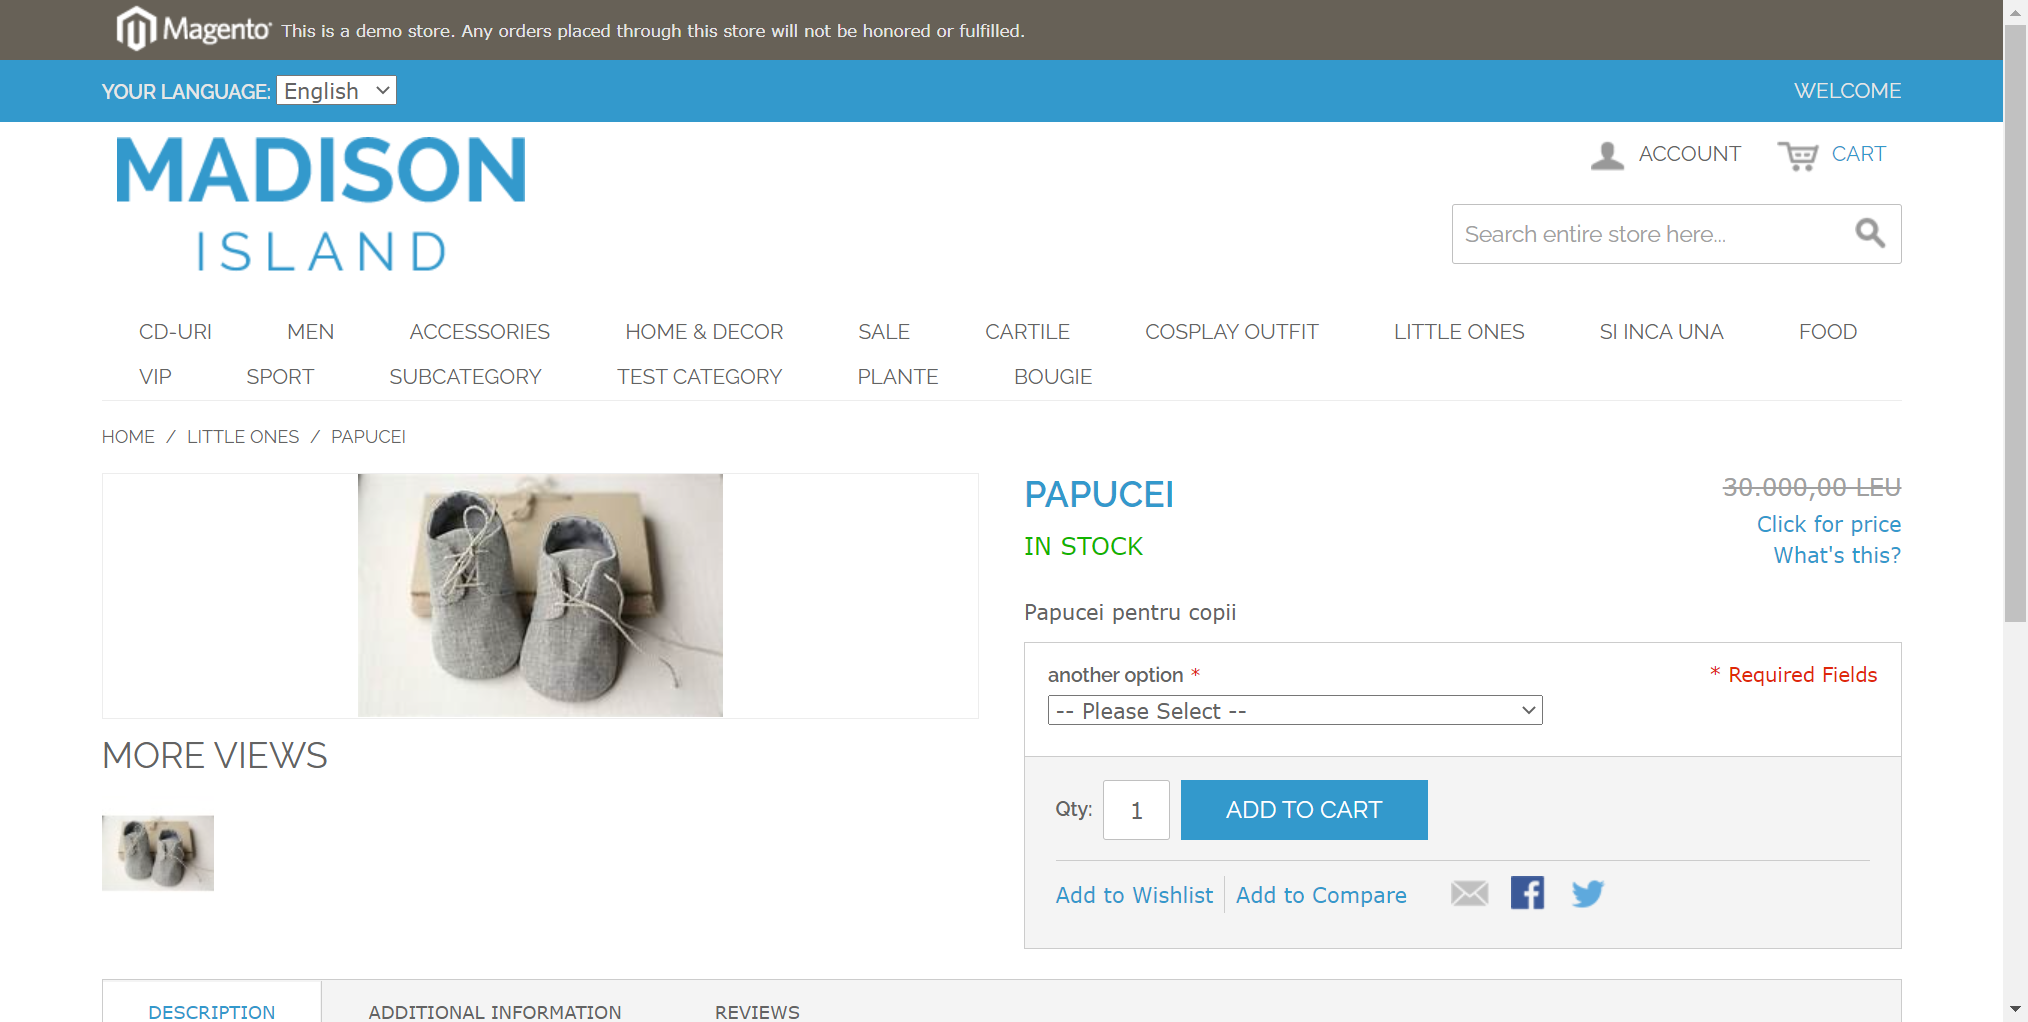 Magento® This is a demo store. Any orders placed through this store will not be honored or fulfilled.
YOUR LANGUAGE: English WELCOME
MADISON
ISLAND
ACCOUNT CART
Search entire store here...
CD-URI MEN ACCESSORIES HOME & DECOR SALE CARTILE COSPLAY OUTFIT LITTLE ONES SI INCA UNA FOOD
VIP SPORT SUBCATEGORY TEST CATEGORY PLANTE BOUGIE
HOME / LITTLE ONES / PAPUCEI
PAPUCEI
30.000,00 LEU
Click for price
What's this?
IN STOCK
Papucei pentru copii
another option *
* Required Fields
-- Please Select --
MORE VIEWS
Qty: 1 ADD TO CART
Add to Wishlist Add to Compare
DESCRIPTION ADDITIONAL INFORMATION REVIEWS